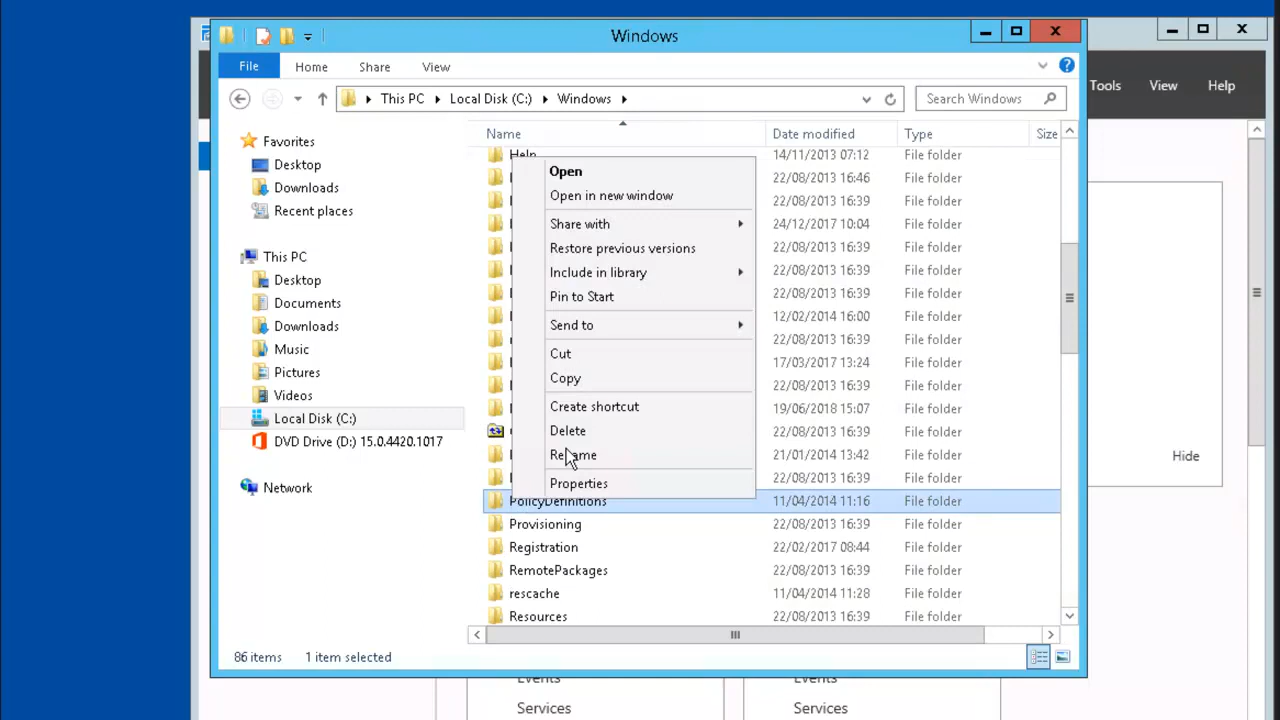 Windows
File
Home
Share
View
This PC
Local Disk (C:)
Windows
Search Windows
Tools
View
Help
Favorites
Desktop
Downloads
Recent places
This PC
Desktop
Documents
Downloads
Music
Pictures
Videos
Local Disk (C:)
DVD Drive (D:) 15.0.4420.1017
Network
Name
Date modified
Type
Size
Help 14/11/2013 07:12 File folder
22/08/2013 16:46 File folder
22/08/2013 16:39 File folder
24/12/2017 10:04 File folder
22/08/2013 16:39 File folder
22/08/2013 16:39 File folder
22/08/2013 16:39 File folder
12/02/2014 16:00 File folder
22/08/2013 16:39 File folder
17/03/2017 13:24 File folder
22/08/2013 16:39 File folder
19/06/2018 15:07 File folder
22/08/2013 16:39 File folder
21/01/2014 13:42 File folder
22/08/2013 16:39 File folder
PolicyDefinitions 11/04/2014 11:16 File folder
Provisioning 22/08/2013 16:39 File folder
Registration 22/02/2017 08:44 File folder
RemotePackages 22/08/2013 16:39 File folder
rescache 11/04/2014 11:28 File folder
Resources 22/08/2013 16:39 File folder
Open
Open in new window
Share with
Restore previous versions
Include in library
Pin to Start
Send to
Cut
Copy
Create shortcut
Delete
Rename
Properties
Hide
86 items
1 item selected
Events
Services
Events
Services